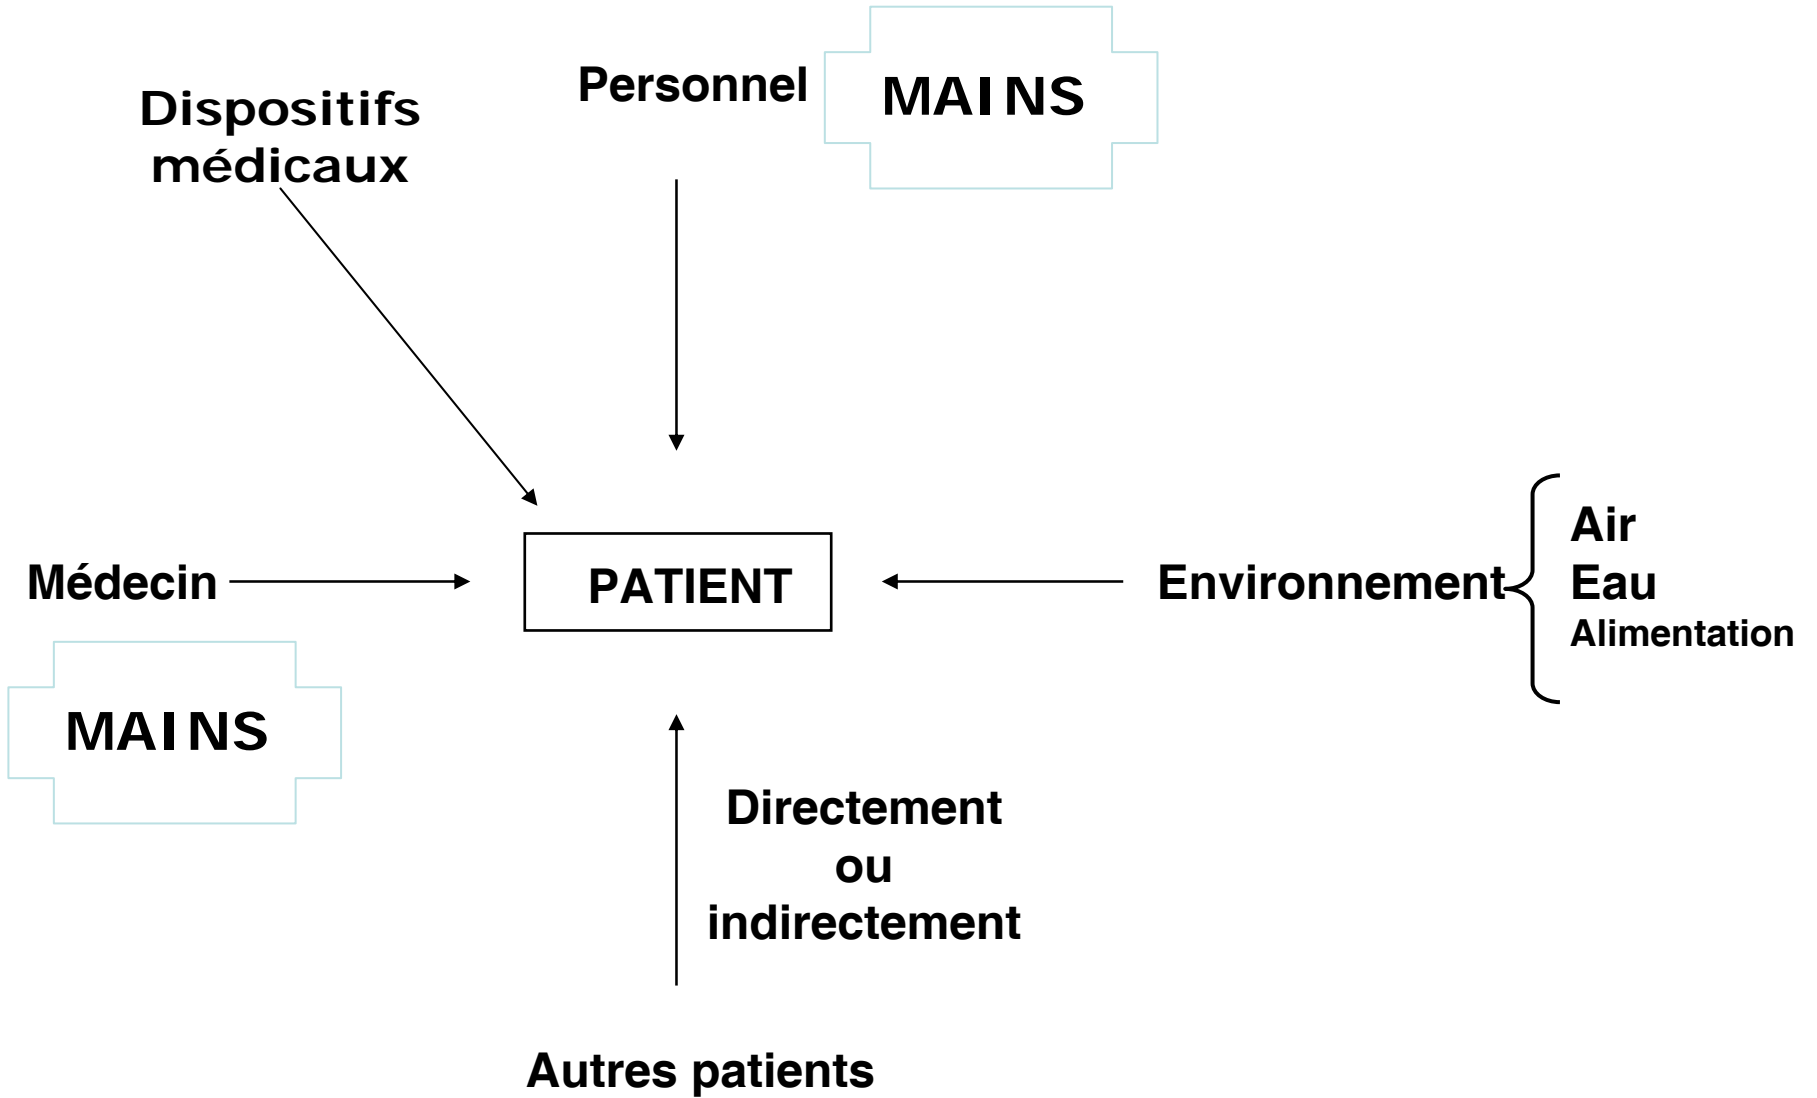 Personnel
MAINS
Dispositifs
médicaux
Médecin
PATIENT
Environnement
Air
Eau
Alimentation
MAINS
Directement
ou
indirectement
Autres patients